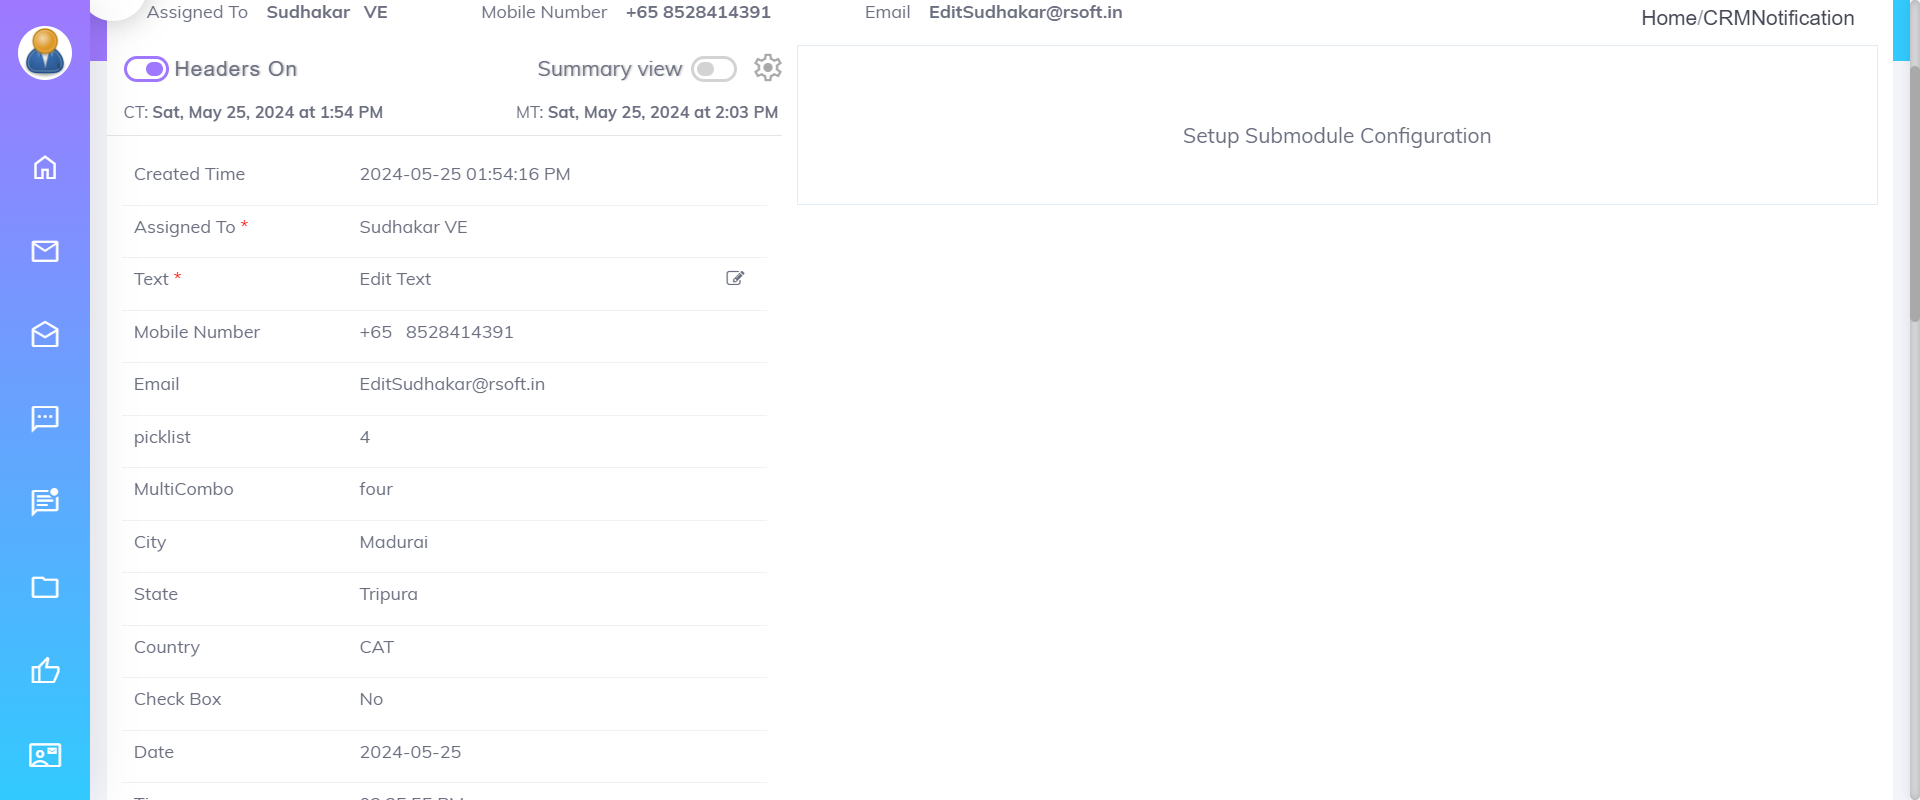 Assigned To Sudhakar VE Mobile Number +65 8528414391 Email EditSudhakar@rsoft.in
Home/CRMNotification
Headers On Summary view
CT: Sat, May 25, 2024 at 1:54 PM MT: Sat, May 25, 2024 at 2:03 PM
Setup Submodule Configuration
Created Time 2024-05-25 01:54:16 PM
Assigned To * Sudhakar VE
Text * Edit Text
Mobile Number +65 8528414391
Email EditSudhakar@rsoft.in
picklist 4
MultiCombo four
City Madurai
State Tripura
Country CAT
Check Box No
Date 2024-05-25